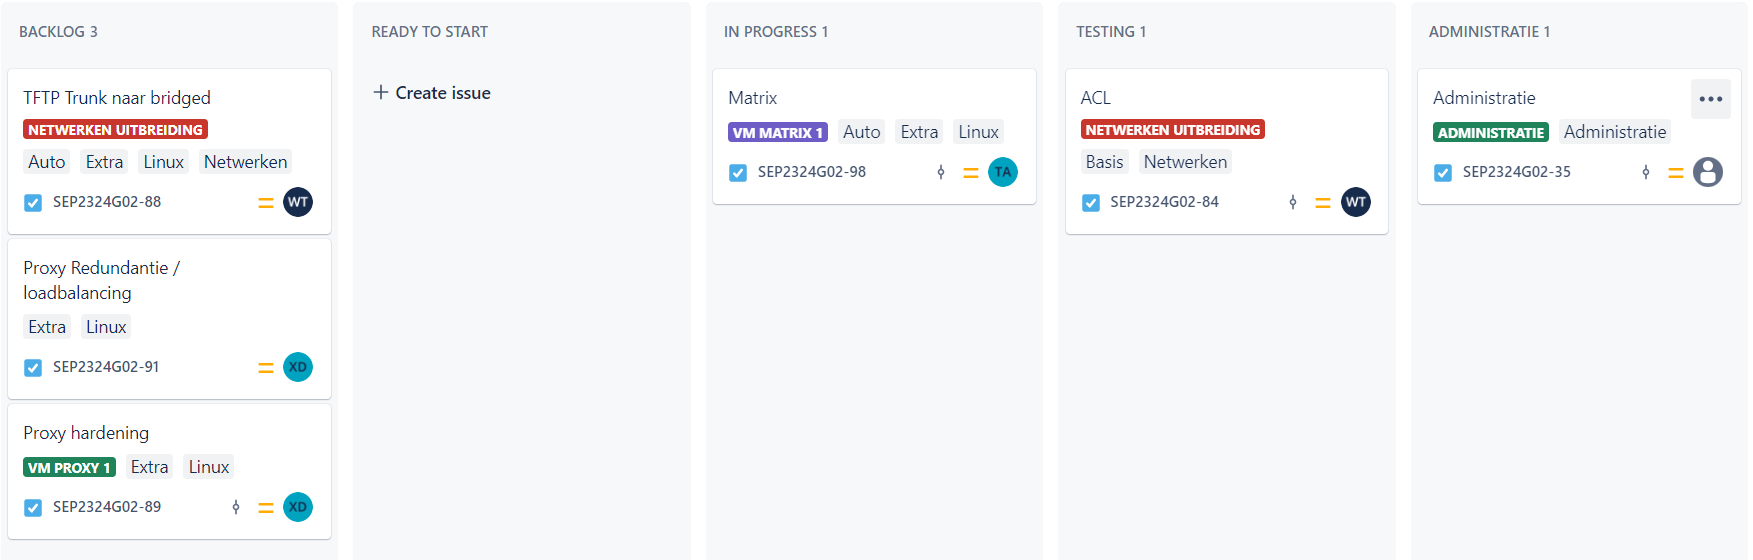 BACKLOG 3
TFTP Trunk naar bridged
NETWERKEN UITBREIDING
Auto Extra Linux Netwerken
SEP2324G02-88 WT
Proxy Redundantie /
loadbalancing
Extra Linux
SEP2324G02-91 XD
Proxy hardening
VM PROXY 1 Extra Linux
SEP2324G02-89 XD
READY TO START
+ Create issue
IN PROGRESS 1
Matrix
VM MATRIX 1 Auto Extra Linux
SEP2324G02-98 TA
TESTING 1
ACL
NETWERKEN UITBREIDING
Basis Netwerken
SEP2324G02-84 WT
ADMINISTRATIE 1
Administratie
ADMINISTRATIE Administratie
SEP2324G02-35